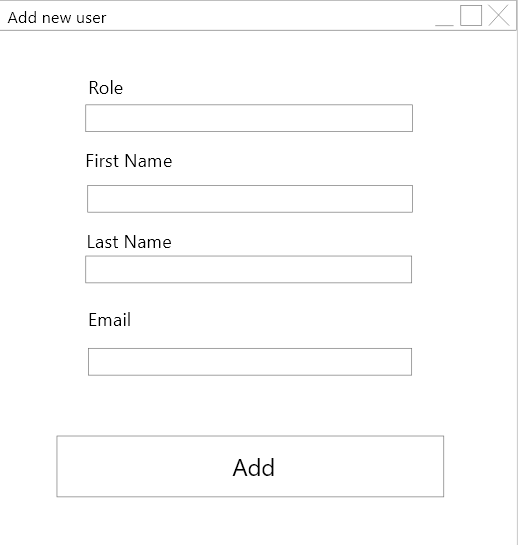 Add new user
Role
First Name
Last Name
Email
Add